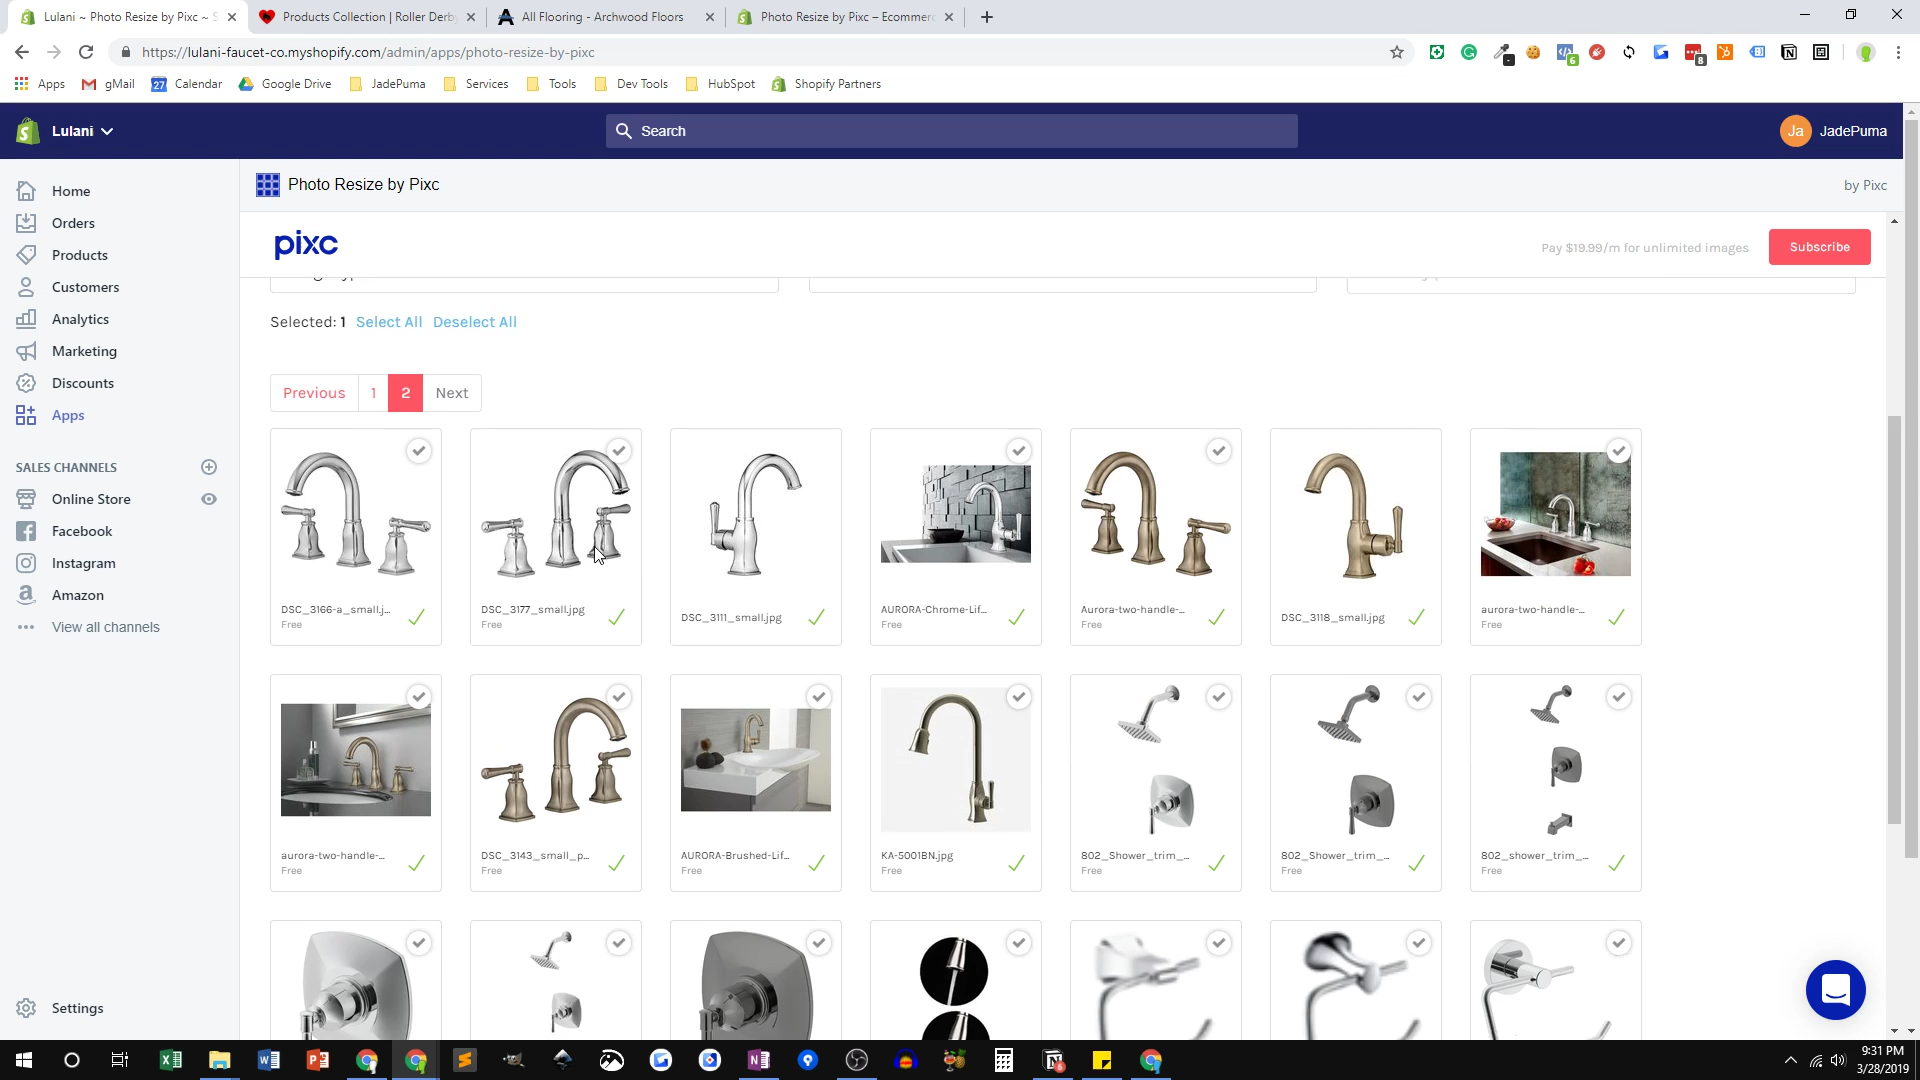 Lulani ~ Photo Resize by Pixc ~ S
Products Collection | Roller Derby
All Flooring - Archwood Floors
Photo Resize by Pixc – Ecommerc
https://lulani-faucet-co.myshopify.com/admin/apps/photo-resize-by-pixc
Apps gMail Calendar Google Drive JadePuma Services Tools Dev Tools HubSpot Shopify Partners
Lulani
Search
Ja JadePuma
Home
Orders
Products
Customers
Analytics
Marketing
Discounts
Apps
SALES CHANNELS
Online Store
Facebook
Instagram
Amazon
View all channels
Settings
Photo Resize by Pixc
by Pixc
pixc
Pay $19.99/m for unlimited images
Subscribe
Selected: 1 Select All Deselect All
Previous 1 2 Next
DSC_3166-a_small.j... DSC_3177_small.jpg DSC_3111_small.jpg AURORA-Chrome-Lif... Aurora-two-handle-... DSC_3118_small.jpg aurora-two-handle-...
Free Free Free Free Free
aurora-two-handle-... DSC_3143_small_p... AURORA-Brushed-Lif... KA-5001BN.jpg 802_Shower_trim_... 802_Shower_trim_... 802_shower_trim_...
Free Free Free Free Free Free Free
9:31 PM
3/28/2019